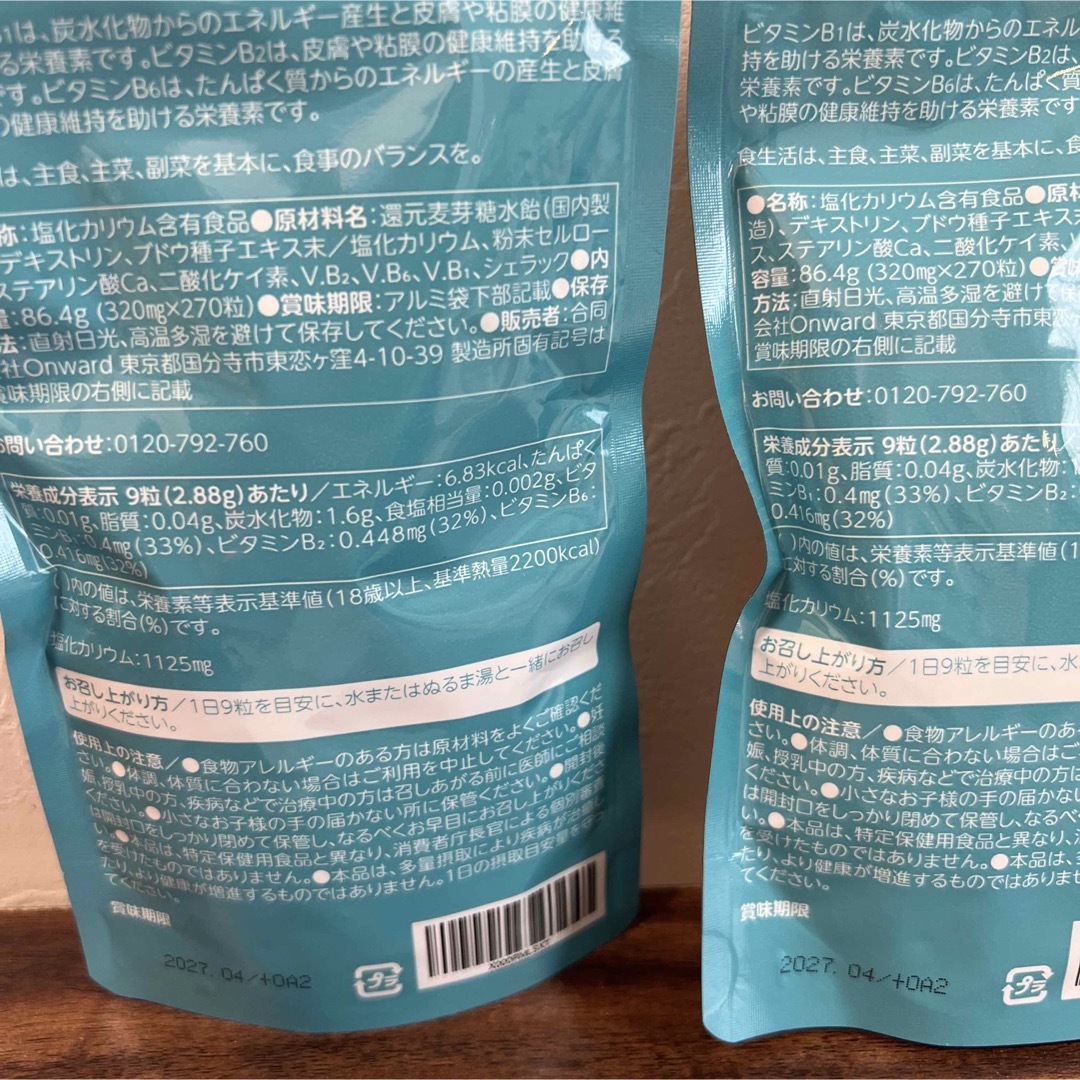 B1は、炭水化物からのエネルギー産生と皮膚や粘膜の健康維
る栄養素です。ビタミンB2は、皮膚や粘膜の健康維持を助ける
です。ビタミンB6は、たんぱく質からのエネルギーの産生と皮膚
の健康維持を助ける栄養素です。
は、主食、主菜、副菜を基本に、食事のバランスを。
称：塩化カリウム含有食品●原材料名：還元麦芽糖水飴(国内製
デキストリン、ブドウ種子エキス末／塩化カリウム、粉末セルロー
ステアリン酸Ca、二酸化ケイ素、V.B₂、V.B₆、V.B₁、シェラック●内
量：86.4g (320mg×270粒)●賞味期限：アルミ袋下部記載●保存
法：直射日光、高温多湿を避けて保存してください。●販売者：合同
社Onward 東京都国分寺市東恋ヶ窪4-10-39 製造所固有記号は
賞味期限の右側に記載
お問い合わせ：0120-792-760
栄養成分表示 9粒(2.88g)あたり／エネルギー：6.83kcal、たんぱく
質：0.01g、脂質：0.04g、炭水化物：1.6g、食塩相当量：0.002g、ビタ
ミンB₁：0.4mg(33%)、ビタミンB₂：0.448mg(32%)、ビタミンB₆：
0.416mg(32%)
( )内の値は、栄養素等表示基準値(18歳以上、基準熱量2200kcal)
に対する割合(%)です。
塩化カリウム：1125mg
お召し上がり方／1日9粒を目安に、水またはぬるま湯と一緒にお召し
上がりください。
使用上の注意／●食物アレルギーのある方は原材料をよくご確認くだ
さい。●体調、体質に合わない場合はご利用を中止してください。●妊
娠、授乳中の方、疾病などで治療中の方は召しあがる前に医師にご相談
ください。●小さなお子様の手の届かない所に保管ください。●開封後
は開封口をしっかり閉めて保管し、なるべくお早目にお召し上がりくださ
い。●本品は、特定保健用食品と異なり、消費者庁長官による個別審査
を受けたものではありません。●本品は、多量摂取により疾病が治癒し
たり、より健康が増進するものではありません。1日の摂取目安量を守っ
てください。
賞味期限
2027. 04/+OA2
プラ
ビタミンB1は、炭水化物からのエネル
持を助ける栄養素です。ビタミンB2は、
栄養素です。ビタミンB6は、たんぱく質
や粘膜の健康維持を助ける栄養素です
食生活は、主食、主菜、副菜を基本に、食
●名称：塩化カリウム含有食品●原材
造)、デキストリン、ブドウ種子エキス末
ス、ステアリン酸Ca、二酸化ケイ素、V
容量：86.4g (320mg×270粒)●賞味
方法：直射日光、高温多湿を避けて保
会社Onward 東京都国分寺市東恋
賞味期限の右側に記載
お問い合わせ：0120-792-760
栄養成分表示 9粒(2.88g)あたり
質：0.01g、脂質：0.04g、炭水化物：1
ミンB₁：0.4mg(33%)、ビタミンB₂：
0.416mg(32%)
( )内の値は、栄養素等表示基準値(1
に対する割合(%)です。
塩化カリウム：1125mg
お召し上がり方／1日9粒を目安に、水
上がりください。
使用上の注意／●食物アレルギーのあ
さい。●体調、体質に合わない場合はご
娠、授乳中の方、疾病などで治療中の方は
ください。●小さなお子様の手の届かない
は開封口をしっかり閉めて保管し、なるべ
い。●本品は、特定保健用食品と異なり、消
を受けたものではありません。●本品は、
たり、より健康が増進するものではありませ
てください。
賞味期限
2027. 04/+OA2
プラ